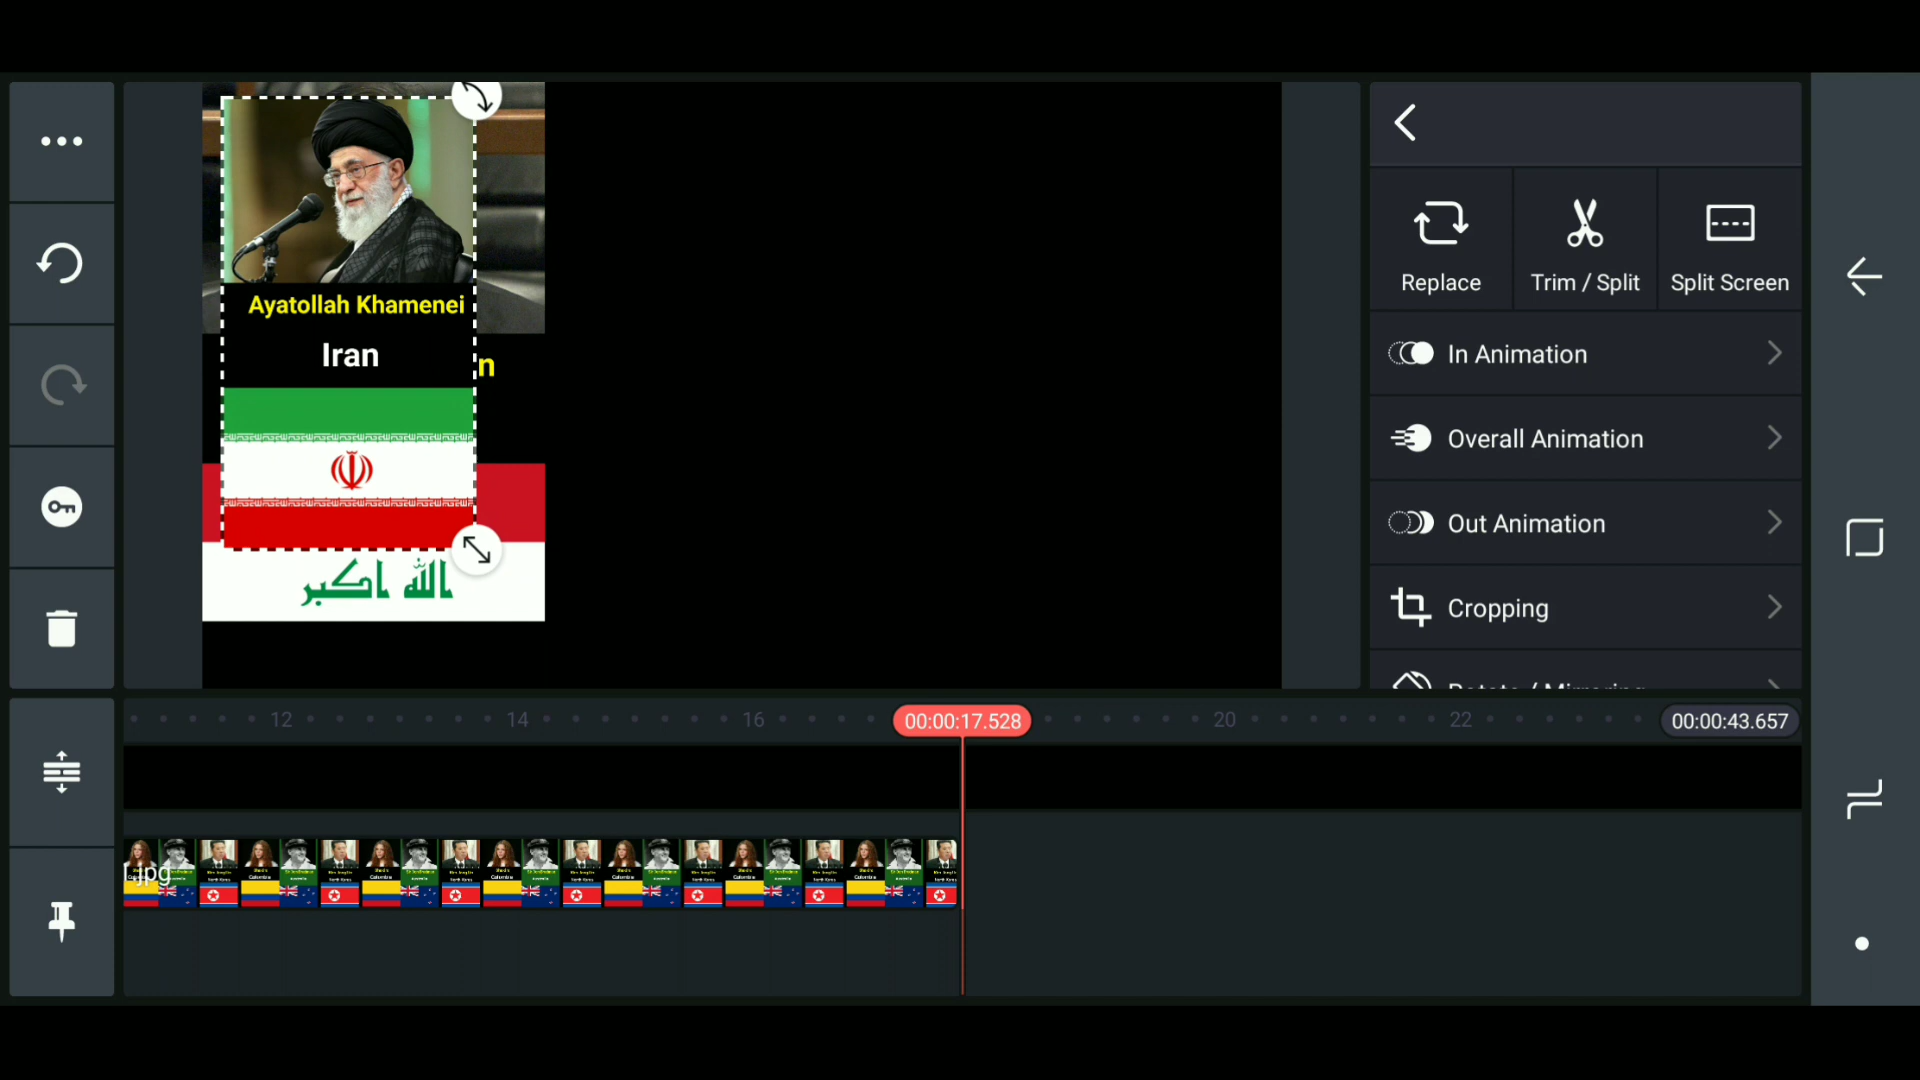 Ayatollah Khamenei
Iran
n
الله اكبر
Replace
Trim / Split
Split Screen
In Animation
Overall Animation
Out Animation
Cropping
12
14
16
00:00:17.528
20
22
00:00:43.657
.jpg